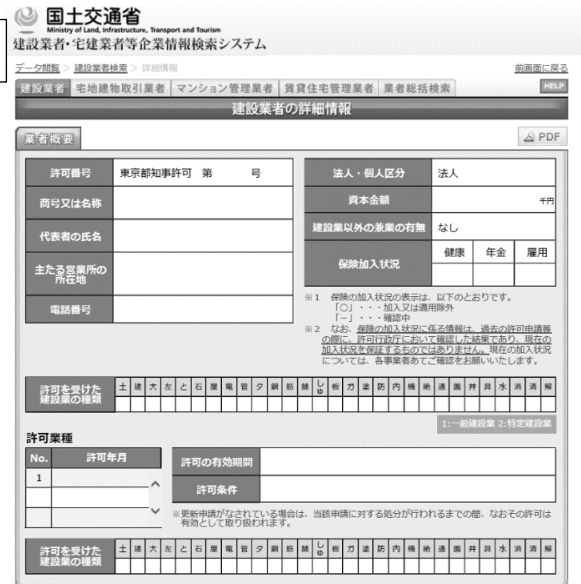 国土交通省
Ministry of Land, Infrastructure, Transport and Tourism
建設業者・宅建業者等企業情報検索システム
データ閲覧 > 建設業者検索 > 詳細情報 前画面に戻る
建設業者 宅地建物取引業者 マンション管理業者 賃貸住宅管理業者 業者総括検索 HELP
建設業者の詳細情報
業者概要 PDF
許可番号 東京都知事許可 第 号
商号又は名称
代表者の氏名
主たる営業所の
所在地
電話番号
法人・個人区分 法人
資本金額 千円
建設業以外の兼業の有無 なし
保険加入状況 健康 年金 雇用
※1 保険の加入状況の表示は、以下のとおりです。
「○」・・・加入又は適用除外
「−」・・・確認中
※2 なお、保険の加入状況に係る情報は、過去の許可申請等
の際に、許可行政庁において確認した結果であり、現在の
加入状況を保証するものではありません。現在の加入状況
については、各事業者あてご確認をお願いいたします。
許可を受けた
建設業の種類
土 建 大 左 と 石 屋 電 管 タ 鋼 筋 舗 しゅ 板 ガ 塗 防 内 機 絶 通 園 井 具 水 消 清 解
1:一般建設業 2:特定建設業
許可業種
No. 許可年月
1
許可の有効期間
許可条件
※更新申請がなされている場合は、当該申請に対する処分が行われるまでの間、なおその許可は
有効として取り扱われます。
許可を受けた
建設業の種類
土 建 大 左 と 石 屋 電 管 タ 鋼 筋 舗 しゅ 板 ガ 塗 防 内 機 絶 通 園 井 具 水 消 清 解